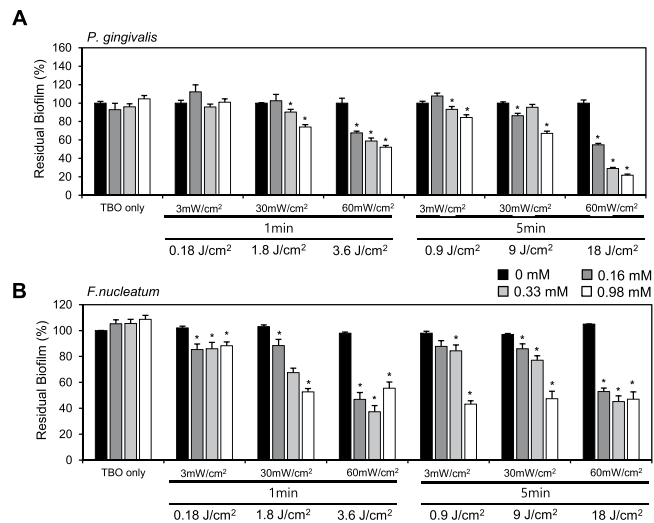 A
P. gingivalis
Residual Biofilm (%)
160
140
120
100
80
60
40
20
0
* * * * * * * * * * * * *
TBO only 3mW/cm² 30mW/cm² 60mW/cm² 3mW/cm² 30mW/cm² 60mW/cm²
1min 5min
0.18 J/cm² 1.8 J/cm² 3.6 J/cm² 0.9 J/cm² 9 J/cm² 18 J/cm²
0 mM 0.16 mM
0.33 mM 0.98 mM
B
F.nucleatum
Residual Biofilm (%)
120
100
80
60
40
20
0
* * * * * * * * * * * * * * * *
TBO only 3mW/cm² 30mW/cm² 60mW/cm² 3mW/cm² 30mW/cm² 60mW/cm²
1min 5min
0.18 J/cm² 1.8 J/cm² 3.6 J/cm² 0.9 J/cm² 9 J/cm² 18 J/cm²